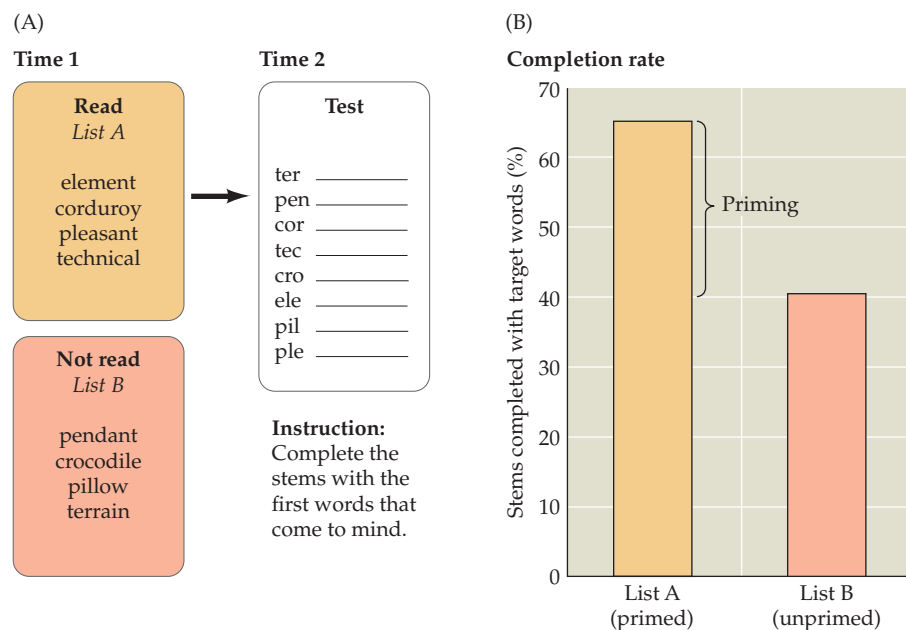 (A)
Time 1
Read
List A
element
corduroy
pleasant
technical
Not read
List B
pendant
crocodile
pillow
terrain
Time 2
Test
ter
pen
cor
tec
cro
ele
pil
ple
Instruction:
Complete the
stems with the
first words that
come to mind.
(B)
Completion rate
Stems completed with target words (%)
70
60
50
40
30
20
10
0
Priming
List A
(primed)
List B
(unprimed)